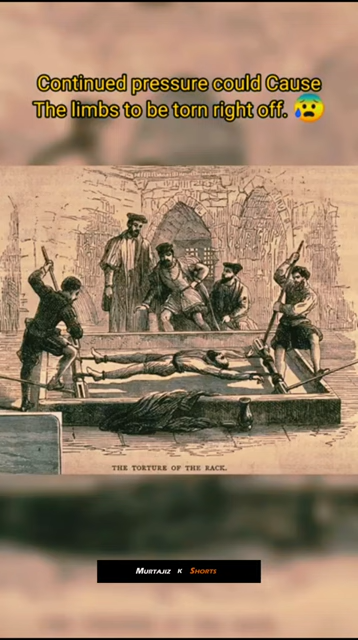 Continued pressure could Cause
The limbs to be torn right off. 😰
THE TORTURE OF THE RACK.
MURTAJIZ K SHORTS